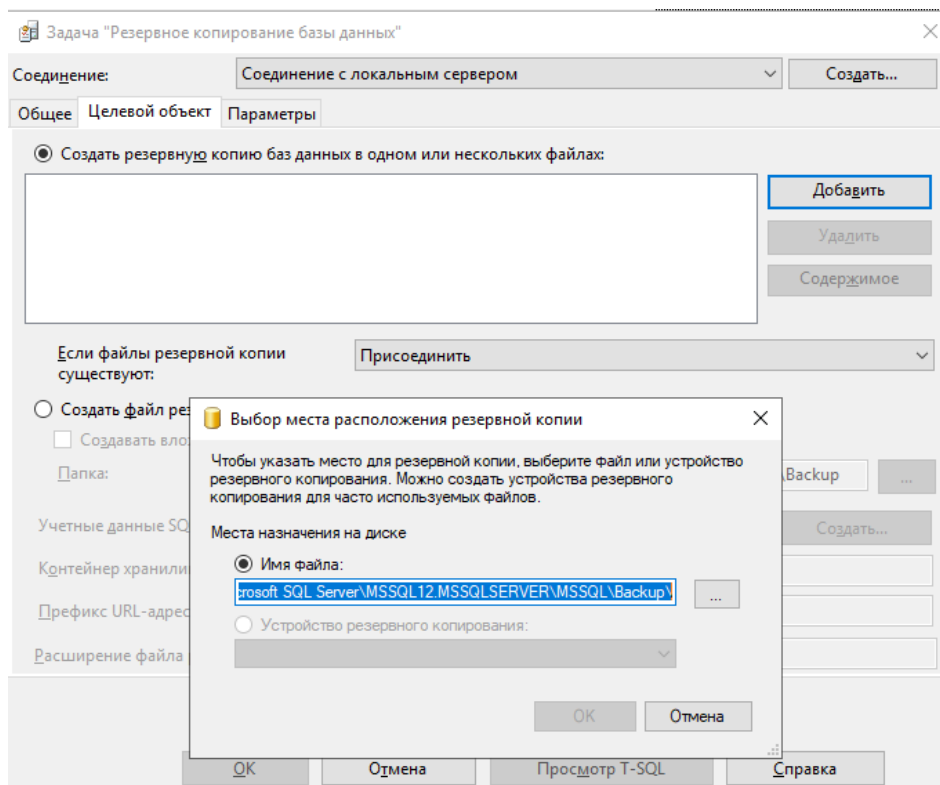 Задача "Резервное копирование базы данных"
Соединение:
Соединение с локальным сервером
Создать...
Общее
Целевой объект
Параметры
Создать резервную копию баз данных в одном или нескольких файлах:
Добавить
Удалить
Содержимое
Если файлы резервной копии
существуют:
Присоединить
Создать файл рез
Создавать вло
Папка:
\Backup
...
Учетные данные SQ
Создать...
Контейнер хранили
Префикс URL-адрес
Расширение файла
Выбор места расположения резервной копии
Чтобы указать место для резервной копии, выберите файл или устройство
резервного копирования. Можно создать устройства резервного
копирования для часто используемых файлов.
Места назначения на диске
Имя файла:
crosoft SQL Server\MSSQL12.MSSQLSERVER\MSSQL\Backup\
...
Устройство резервного копирования:
OK
Отмена
OK
Отмена
Просмотр T-SQL
Справка